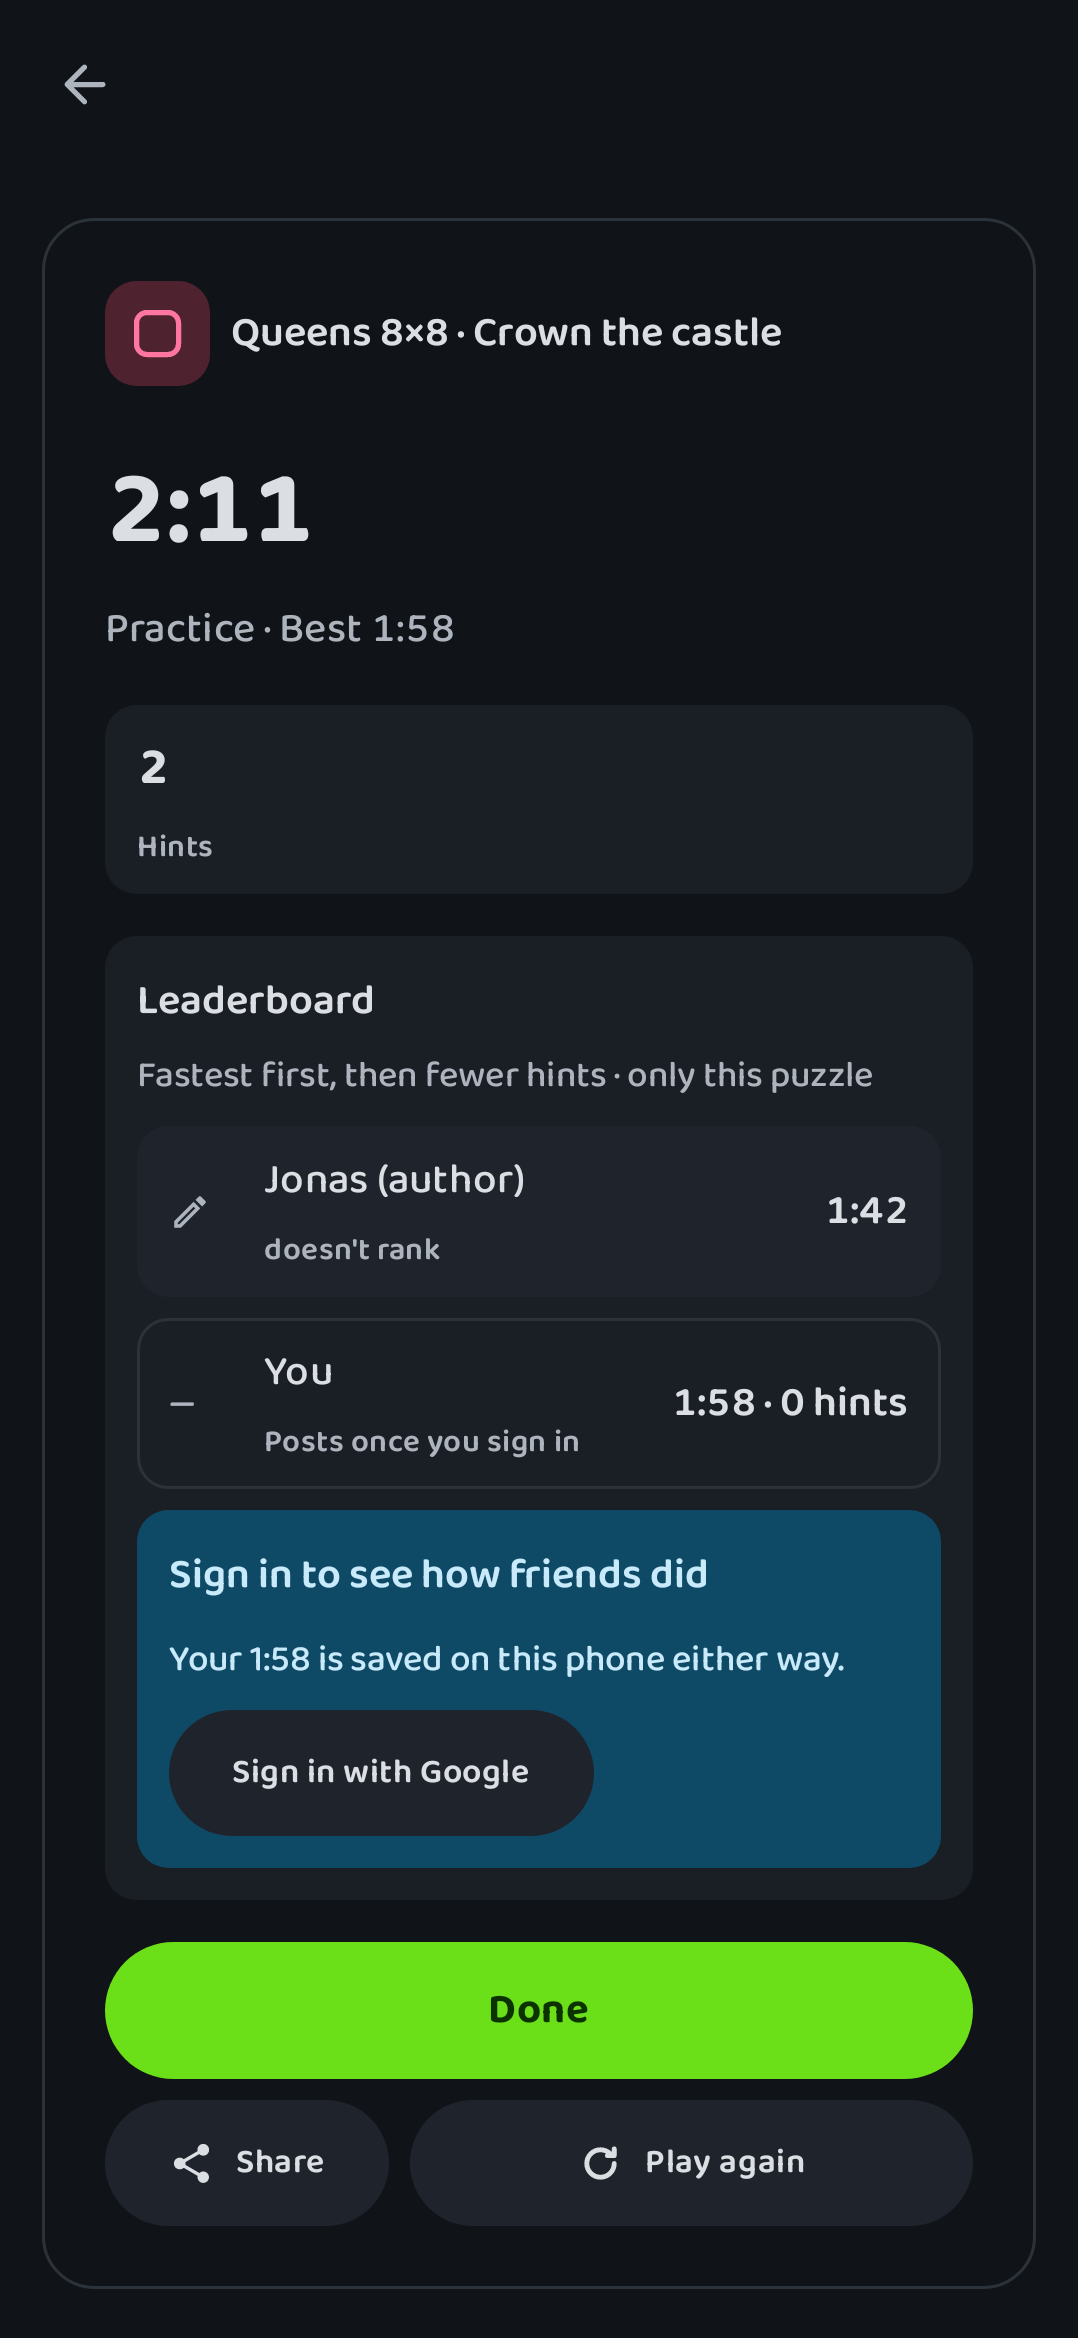 Queens 8×8 · Crown the castle
2:11
Practice · Best 1:58
2
Hints
Leaderboard
Fastest first, then fewer hints · only this puzzle
Jonas (author)
doesn't rank
1:42
–
You
Posts once you sign in
1:58 · 0 hints
Sign in to see how friends did
Your 1:58 is saved on this phone either way.
Sign in with Google
Done
Share
Play again